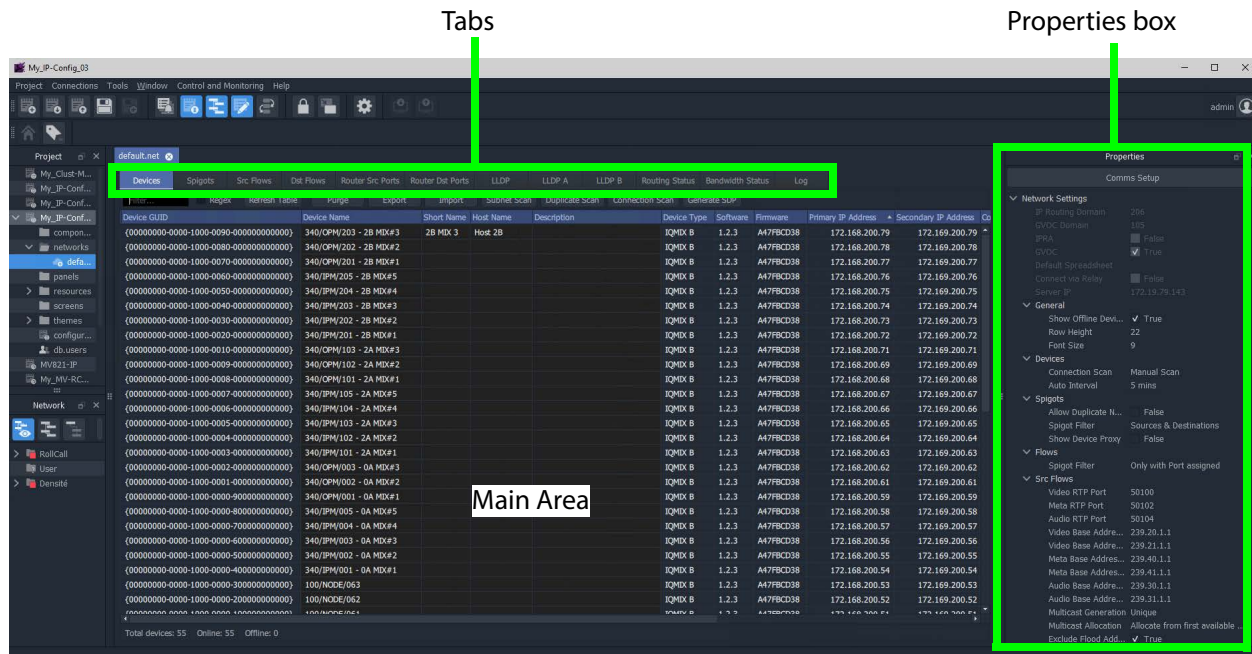 Tabs
Properties box
My_IP-Config_03
Project Connections Tools Window Control and Monitoring Help
admin
Project
default.net
Properties
Comms Setup
Devices Spigots Src Flows Dst Flows Router Src Ports Router Dst Ports LLDP LLDP A LLDP B Routing Status Bandwidth Status Log
Filter... Regex Refresh Table Purge Export Import Subnet Scan Duplicate Scan Connection Scan Generate SDP
Device GUID Device Name Short Name Host Name Description Device Type Software Firmware Primary IP Address Secondary IP Address Co
{00000000-0000-1000-0090-000000000000} 340/OPM/203 - 2B MIX#3 2B MIX 3 Host 2B IQMIX B 1.2.3 A47FBCD38 172.168.200.79 172.169.200.79
{00000000-0000-1000-0080-000000000000} 340/OPM/202 - 2B MIX#2 IQMIX B 1.2.3 A47FBCD38 172.168.200.78 172.169.200.78
{00000000-0000-1000-0070-000000000000} 340/OPM/201 - 2B MIX#1 IQMIX B 1.2.3 A47FBCD38 172.168.200.77 172.169.200.77
{00000000-0000-1000-0060-000000000000} 340/IPM/205 - 2B MIX#5 IQMIX B 1.2.3 A47FBCD38 172.168.200.76 172.169.200.76
{00000000-0000-1000-0050-000000000000} 340/IPM/204 - 2B MIX#4 IQMIX B 1.2.3 A47FBCD38 172.168.200.75 172.169.200.75
{00000000-0000-1000-0040-000000000000} 340/IPM/203 - 2B MIX#3 IQMIX B 1.2.3 A47FBCD38 172.168.200.74 172.169.200.74
{00000000-0000-1000-0030-000000000000} 340/IPM/202 - 2B MIX#2 IQMIX B 1.2.3 A47FBCD38 172.168.200.73 172.169.200.73
{00000000-0000-1000-0020-000000000000} 340/IPM/201 - 2B MIX#1 IQMIX B 1.2.3 A47FBCD38 172.168.200.72 172.169.200.72
{00000000-0000-1000-0010-000000000000} 340/OPM/103 - 2A MIX#3 IQMIX B 1.2.3 A47FBCD38 172.168.200.71 172.169.200.71
{00000000-0000-1000-0009-000000000000} 340/OPM/102 - 2A MIX#2 IQMIX B 1.2.3 A47FBCD38 172.168.200.70 172.169.200.70
{00000000-0000-1000-0008-000000000000} 340/OPM/101 - 2A MIX#1 IQMIX B 1.2.3 A47FBCD38 172.168.200.68 172.169.200.68
{00000000-0000-1000-0007-000000000000} 340/IPM/105 - 2A MIX#5 IQMIX B 1.2.3 A47FBCD38 172.168.200.67 172.169.200.67
{00000000-0000-1000-0006-000000000000} 340/IPM/104 - 2A MIX#4 IQMIX B 1.2.3 A47FBCD38 172.168.200.66 172.169.200.66
{00000000-0000-1000-0005-000000000000} 340/IPM/103 - 2A MIX#3 IQMIX B 1.2.3 A47FBCD38 172.168.200.65 172.169.200.65
{00000000-0000-1000-0004-000000000000} 340/IPM/102 - 2A MIX#2 IQMIX B 1.2.3 A47FBCD38 172.168.200.64 172.169.200.64
{00000000-0000-1000-0003-000000000000} 340/IPM/101 - 2A MIX#1 IQMIX B 1.2.3 A47FBCD38 172.168.200.63 172.169.200.63
{00000000-0000-1000-0002-000000000000} 340/OPM/003 - 0A MIX#3 IQMIX B 1.2.3 A47FBCD38 172.168.200.62 172.169.200.62
{00000000-0000-1000-0001-000000000000} 340/OPM/002 - 0A MIX#2 IQMIX B 1.2.3 A47FBCD38 172.168.200.61 172.169.200.61
{00000000-0000-1000-0000-900000000000} 340/OPM/001 - 0A MIX#1 IQMIX B 1.2.3 A47FBCD38 172.168.200.59 172.169.200.59
{00000000-0000-1000-0000-800000000000} 340/IPM/005 - 0A MIX#5 IQMIX B 1.2.3 A47FBCD38 172.168.200.58 172.169.200.58
{00000000-0000-1000-0000-700000000000} 340/IPM/004 - 0A MIX#4 IQMIX B 1.2.3 A47FBCD38 172.168.200.57 172.169.200.57
{00000000-0000-1000-0000-600000000000} 340/IPM/003 - 0A MIX#3 IQMIX B 1.2.3 A47FBCD38 172.168.200.56 172.169.200.56
{00000000-0000-1000-0000-500000000000} 340/IPM/002 - 0A MIX#2 IQMIX B 1.2.3 A47FBCD38 172.168.200.55 172.169.200.55
{00000000-0000-1000-0000-400000000000} 340/IPM/001 - 0A MIX#1 IQMIX B 1.2.3 A47FBCD38 172.168.200.54 172.169.200.54
{00000000-0000-1000-0000-300000000000} 100/NODE/063 IQMIX B 1.2.3 A47FBCD38 172.168.200.53 172.169.200.53
{00000000-0000-1000-0000-200000000000} 100/NODE/062 IQMIX B 1.2.3 A47FBCD38 172.168.200.52 172.169.200.52
Main Area
Total devices: 55 Online: 55 Offline: 0
My_Clust-M...
My_IP-Conf...
My_IP-Conf...
My_IP-Conf...
compon...
networks
defa...
panels
resources
screens
themes
configur...
db.users
MV821-IP
My_MV-RC...
Network
RollCall
User
Densité
Network Settings
IP Routing Domain 206
GVOC Domain 105
IPRA False
GVOC True
Default Spreadsheet
Connect via Relay False
Server IP 172.19.79.143
General
Show Offline Devi... True
Row Height 22
Font Size 9
Devices
Connection Scan Manual Scan
Auto Interval 5 mins
Spigots
Allow Duplicate N... False
Spigot Filter Sources & Destinations
Show Device Proxy False
Flows
Spigot Filter Only with Port assigned
Src Flows
Video RTP Port 50100
Meta RTP Port 50102
Audio RTP Port 50104
Video Base Addre... 239.20.1.1
Video Base Addre... 239.21.1.1
Meta Base Addres... 239.40.1.1
Meta Base Addres... 239.41.1.1
Audio Base Addre... 239.30.1.1
Audio Base Addre... 239.31.1.1
Multicast Generation Unique
Multicast Allocation Allocate from first available ...
Exclude Flood Add... True